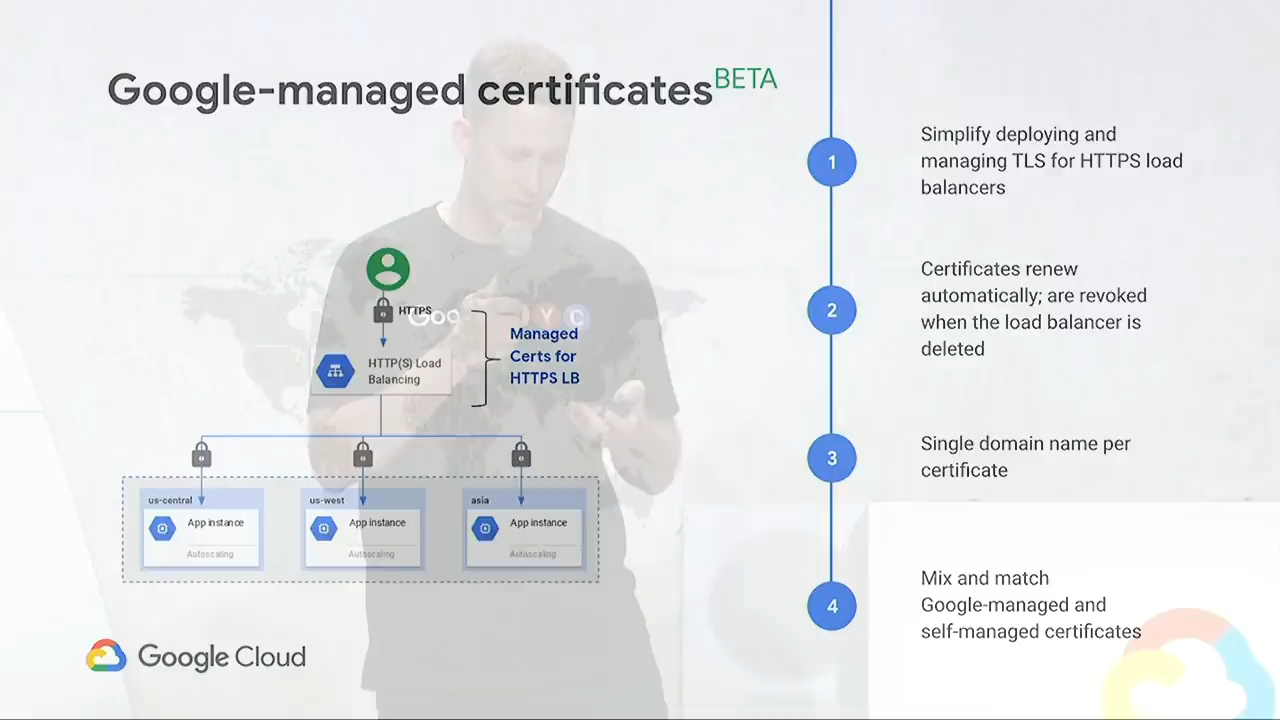 Google-managed certificates BETA
Simplify deploying and
managing TLS for HTTPS load
balancers
1
Certificates renew
automatically; are revoked
when the load balancer is
deleted
2
Single domain name per
certificate
3
Mix and match
Google-managed and
self-managed certificates
4
HTTPS
Goo
Y C
HTTP(S) Load
Balancing
Managed
Certs for
HTTPS LB
us-central
App instance
Autoscaling
us-west
App instance
Autoscaling
asia
App instance
Autoscaling
Google Cloud